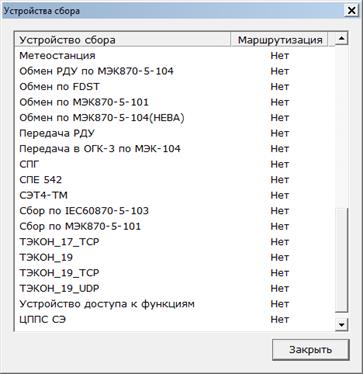 Устройства сбора
Устройство сбора Маршрутизация
Метеостанция Нет
Обмен РДУ по МЭК870-5-104 Нет
Обмен по FDST Нет
Обмен по МЭК870-5-101 Нет
Обмен по МЭК870-5-104(НЕВА) Нет
Передача РДУ Нет
Передача в ОГК-3 по МЭК-104 Нет
СПГ Нет
СПЕ 542 Нет
СЭТ4-ТМ Нет
Сбор по IEC60870-5-103 Нет
Сбор по МЭК870-5-101 Нет
ТЭКОН_17_TCP Нет
ТЭКОН_19 Нет
ТЭКОН_19_TCP Нет
ТЭКОН_19_UDP Нет
Устройство доступа к функциям Нет
ЦППС СЭ Нет
Закрыть